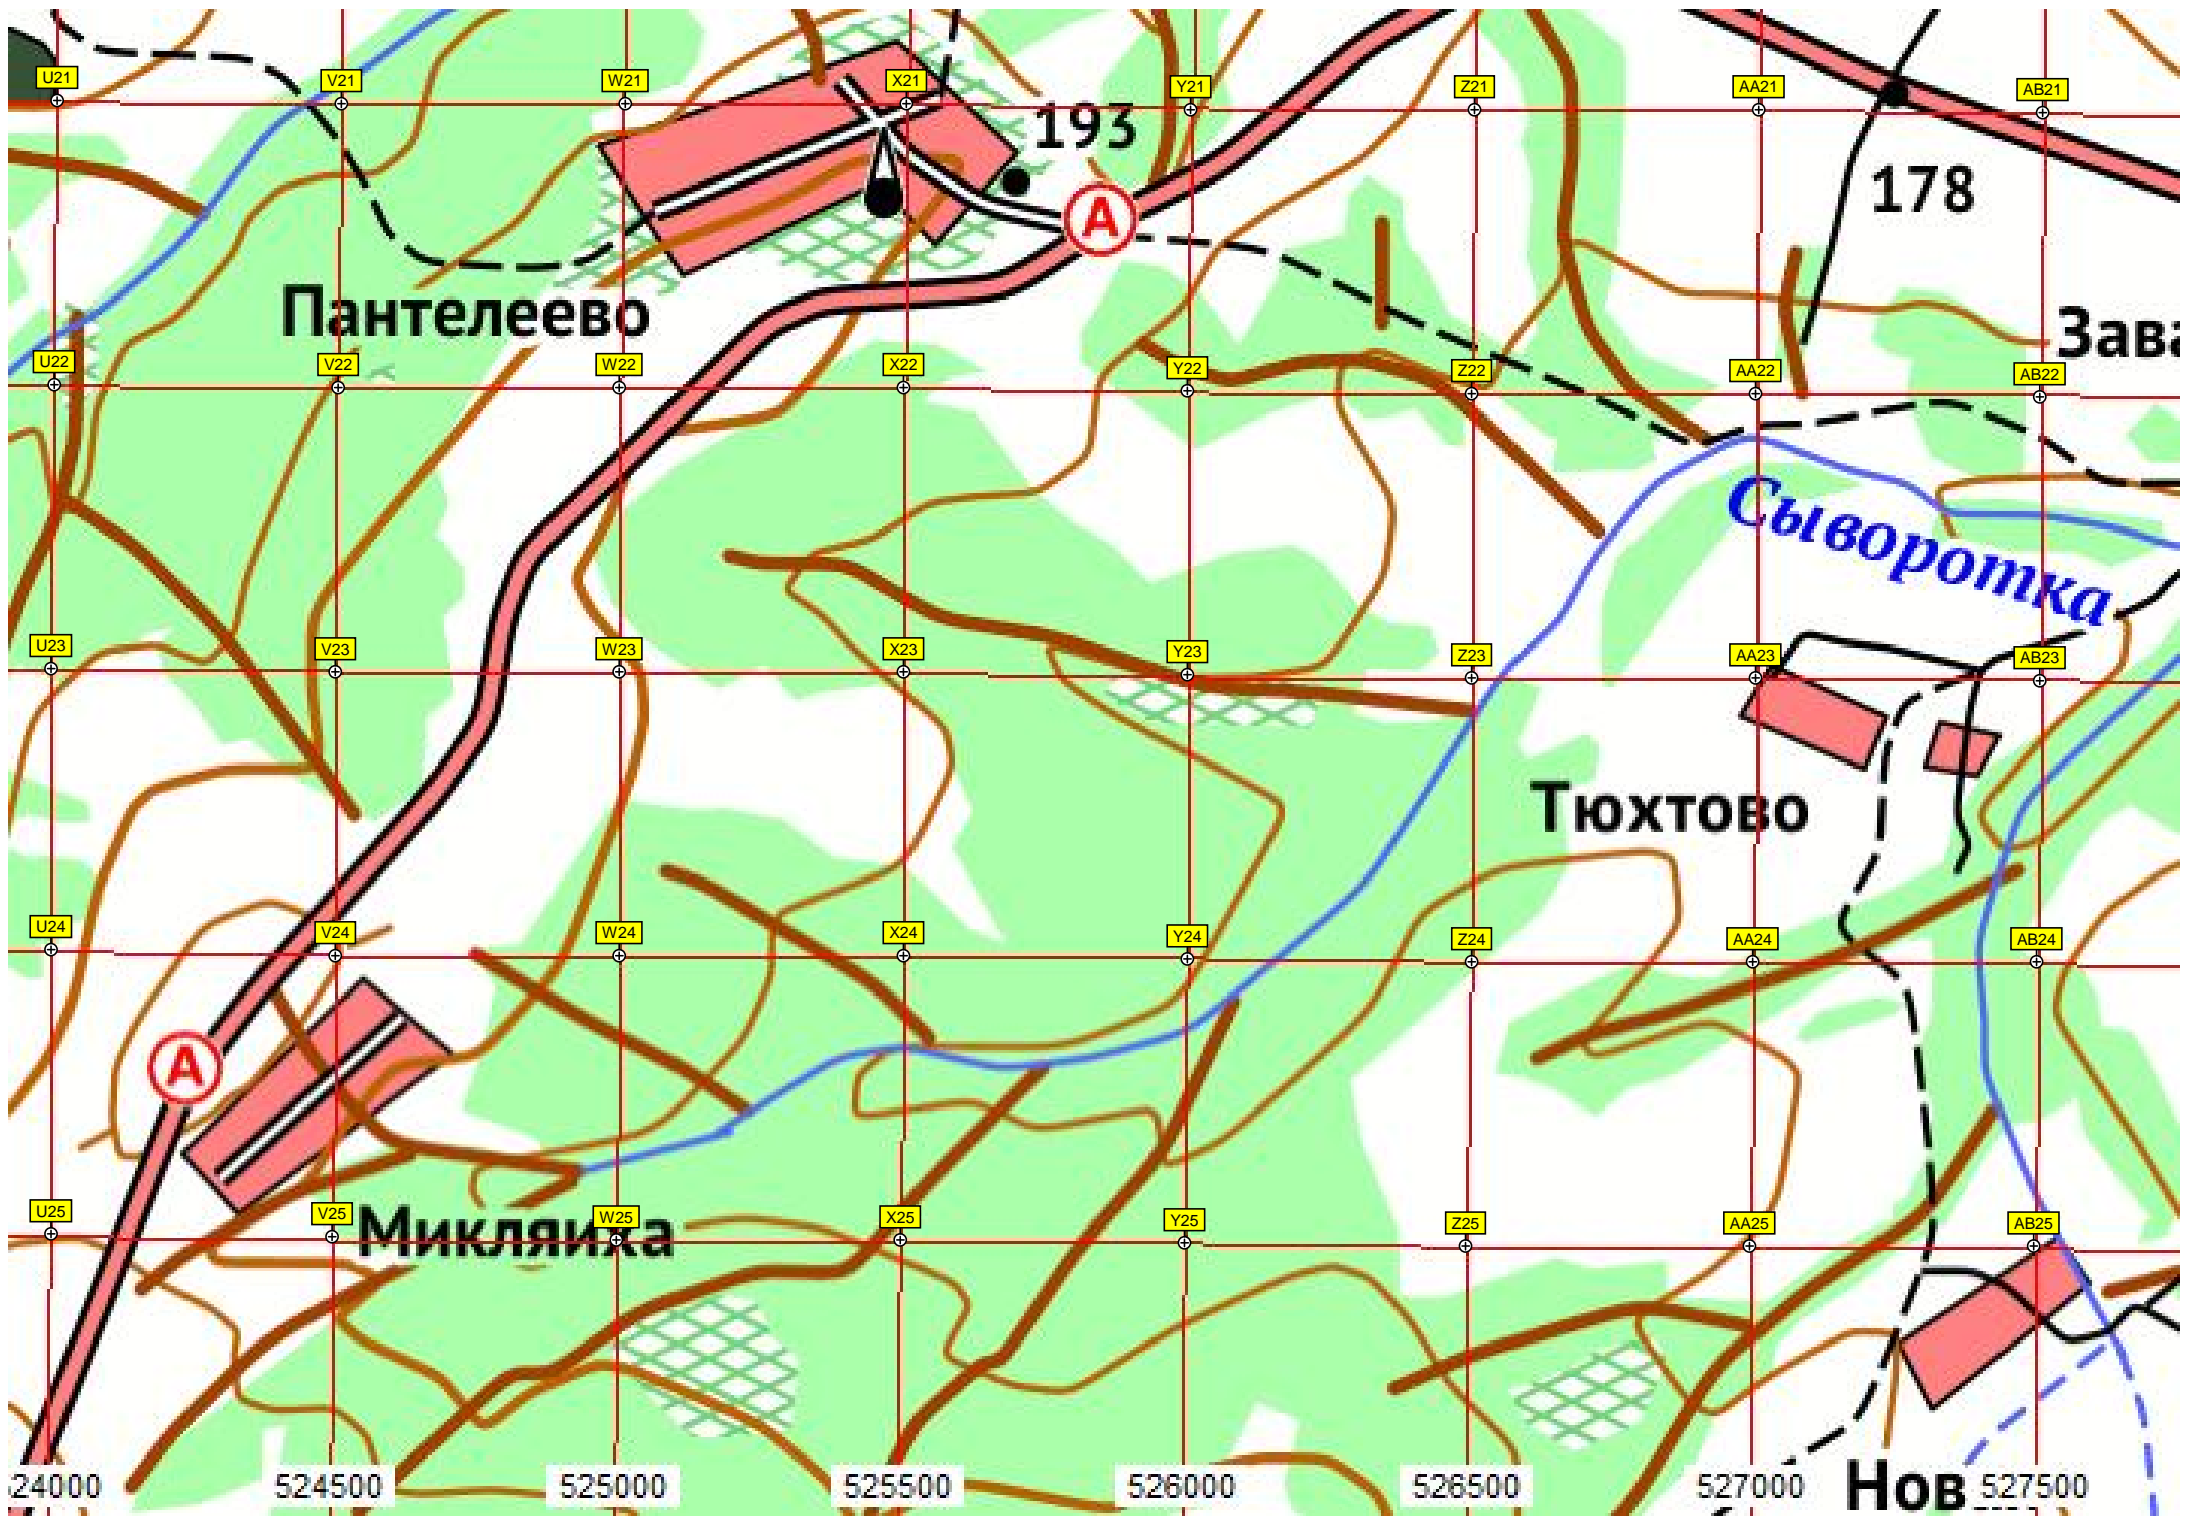 U21 V21 W21 X21 Y21 Z21 AA21 AB21
193
178
А
Пантелеево
Зава
U22 V22 W22 X22 Y22 Z22 AA22 AB22
Сыворотка
U23 V23 W23 X23 Y23 Z23 AA23 AB23
Тюхтово
U24 V24 W24 X24 Y24 Z24 AA24 AB24
А
U25 V25 W25 X25 Y25 Z25 AA25 AB25
Микляиха
24000 524500 525000 525500 526000 526500 527000 527500
Нов